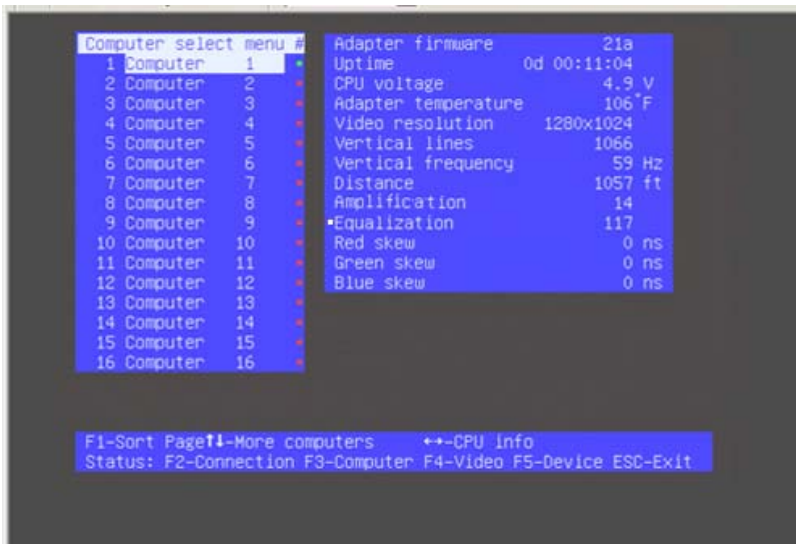 Computer select menu #
1 Computer 1
2 Computer 2
3 Computer 3
4 Computer 4
5 Computer 5
6 Computer 6
7 Computer 7
8 Computer 8
9 Computer 9
10 Computer 10
11 Computer 11
12 Computer 12
13 Computer 13
14 Computer 14
15 Computer 15
16 Computer 16
Adapter firmware 21a
Uptime 0d 00:11:04
CPU voltage 4.9 V
Adapter temperature 106°F
Video resolution 1280x1024
Vertical lines 1066
Vertical frequency 59 Hz
Distance 1057 ft
Amplification 14
Equalization 117
Red skew 0 ns
Green skew 0 ns
Blue skew 0 ns
F1-Sort Page↑↓-More computers ↔-CPU info
Status: F2-Connection F3-Computer F4-Video F5-Device ESC-Exit